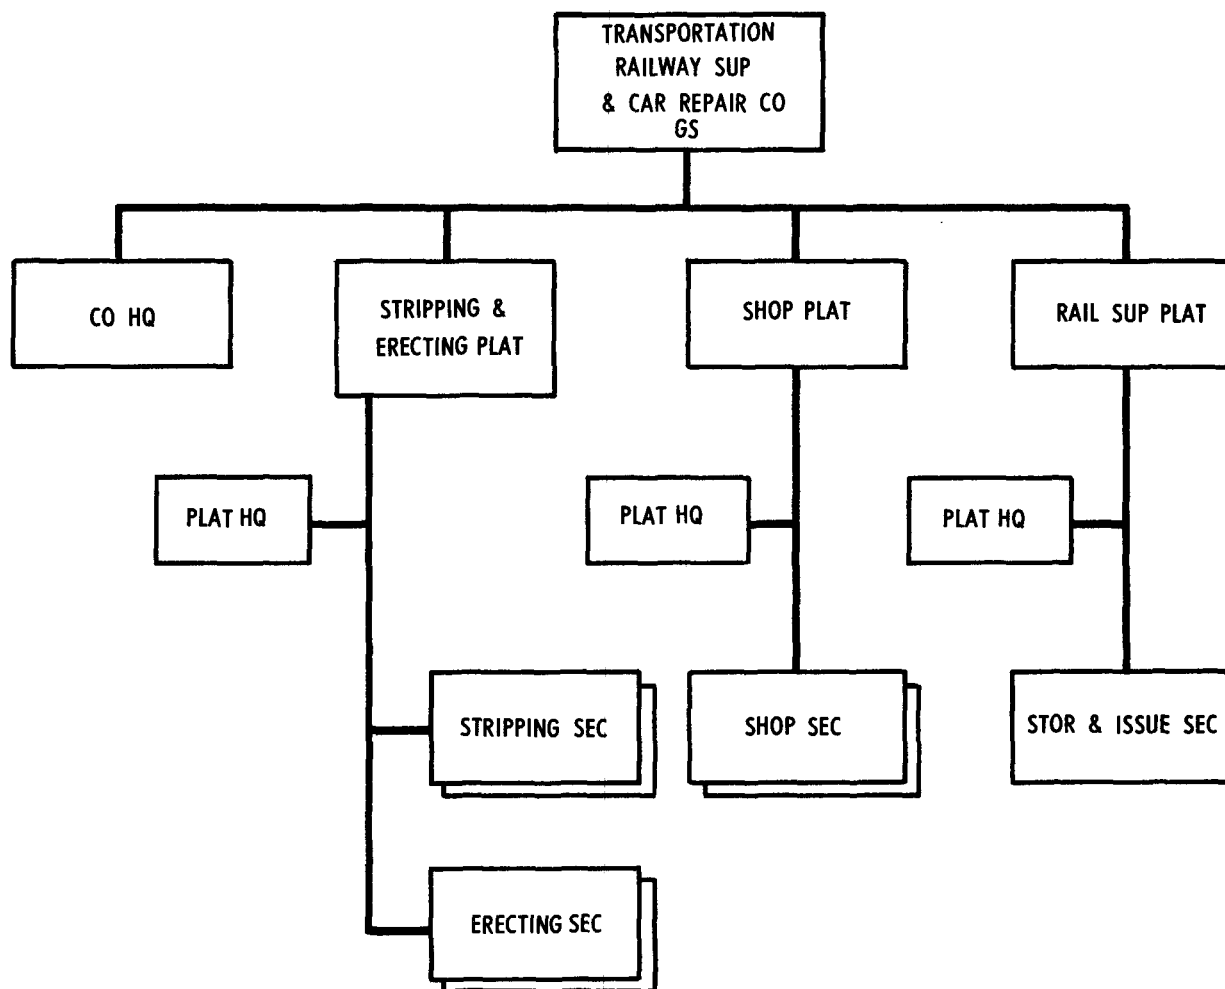 TRANSPORTATION
RAILWAY SUP
& CAR REPAIR CO
GS
CO HQ
STRIPPING &
ERECTING PLAT
SHOP PLAT
RAIL SUP PLAT
PLAT HQ
PLAT HQ
PLAT HQ
STRIPPING SEC
SHOP SEC
STOR & ISSUE SEC
ERECTING SEC